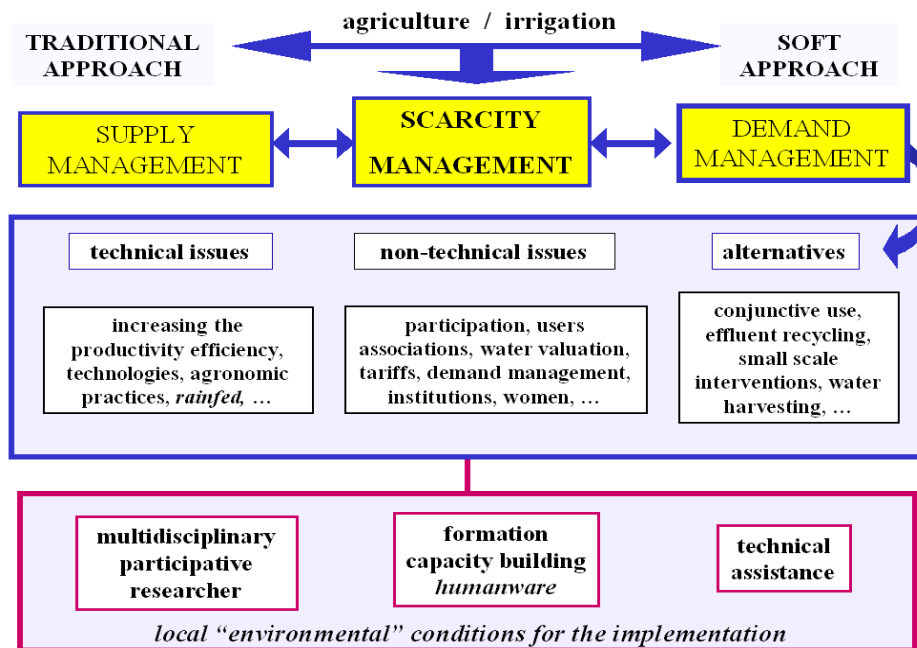 agriculture / irrigation
TRADITIONAL
APPROACH
SOFT
APPROACH
SUPPLY
MANAGEMENT
SCARCITY
MANAGEMENT
DEMAND
MANAGEMENT
technical issues
non-technical issues
alternatives
increasing the
productivity efficiency,
technologies, agronomic
practices, rainfed, …
participation, users
associations, water valuation,
tariffs, demand management,
institutions, women, …
conjunctive use,
effluent recycling,
small scale
interventions, water
harvesting, …
multidisciplinary
participative
researcher
formation
capacity building
humanware
technical
assistance
local “environmental” conditions for the implementation